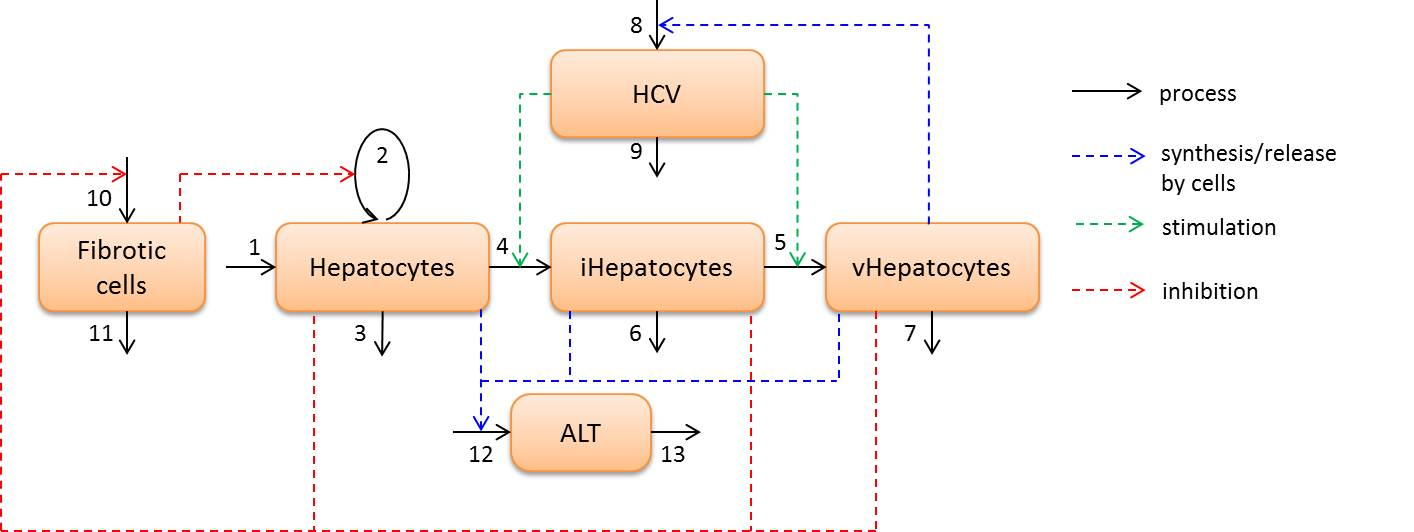 8
HCV
process
9
2
synthesis/release
by cells
10
stimulation
Fibrotic
cells
1
Hepatocytes
4
iHepatocytes
5
vHepatocytes
inhibition
11
3
6
7
ALT
12
13